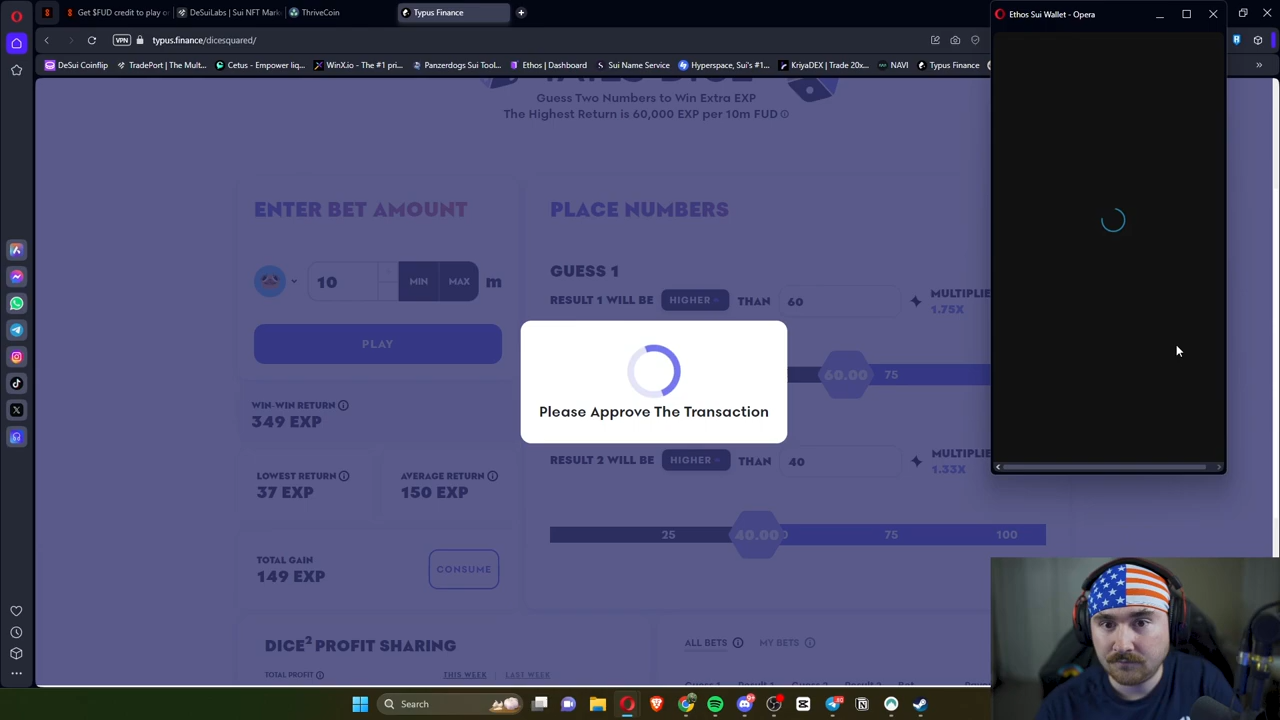 Get $FUD credit to play o
DeSuiLabs | Sui NFT Mark
ThriveCoin
Typus Finance
Ethos Sui Wallet - Opera
VPN
typus.finance/dicesquared/
DeSui Coinflip
TradePort | The Mult...
Cetus - Empower liq...
WinX.io - The #1 pri...
Panzerdogs Sui Tool...
Ethos | Dashboard
Sui Name Service
Hyperspace, Sui's #1...
KriyaDEX | Trade 20x...
NAVI
Typus Finance
»
Guess Two Numbers to Win Extra EXP
The Highest Return is 60,000 EXP per 10m FUD
ENTER BET AMOUNT
10
MIN
MAX
m
PLAY
WIN-WIN RETURN
349 EXP
LOWEST RETURN
37 EXP
AVERAGE RETURN
150 EXP
TOTAL GAIN
149 EXP
CONSUME
PLACE NUMBERS
GUESS 1
RESULT 1 WILL BE
HIGHER
THAN
60
MULTIPLIE
1.75X
60.00
75
Please Approve The Transaction
RESULT 2 WILL BE
HIGHER
THAN
40
MULTIPLIE
1.33X
25
40.00
75
100
DICE² PROFIT SHARING
TOTAL PROFIT
THIS WEEK
LAST WEEK
ALL BETS
MY BETS
Search